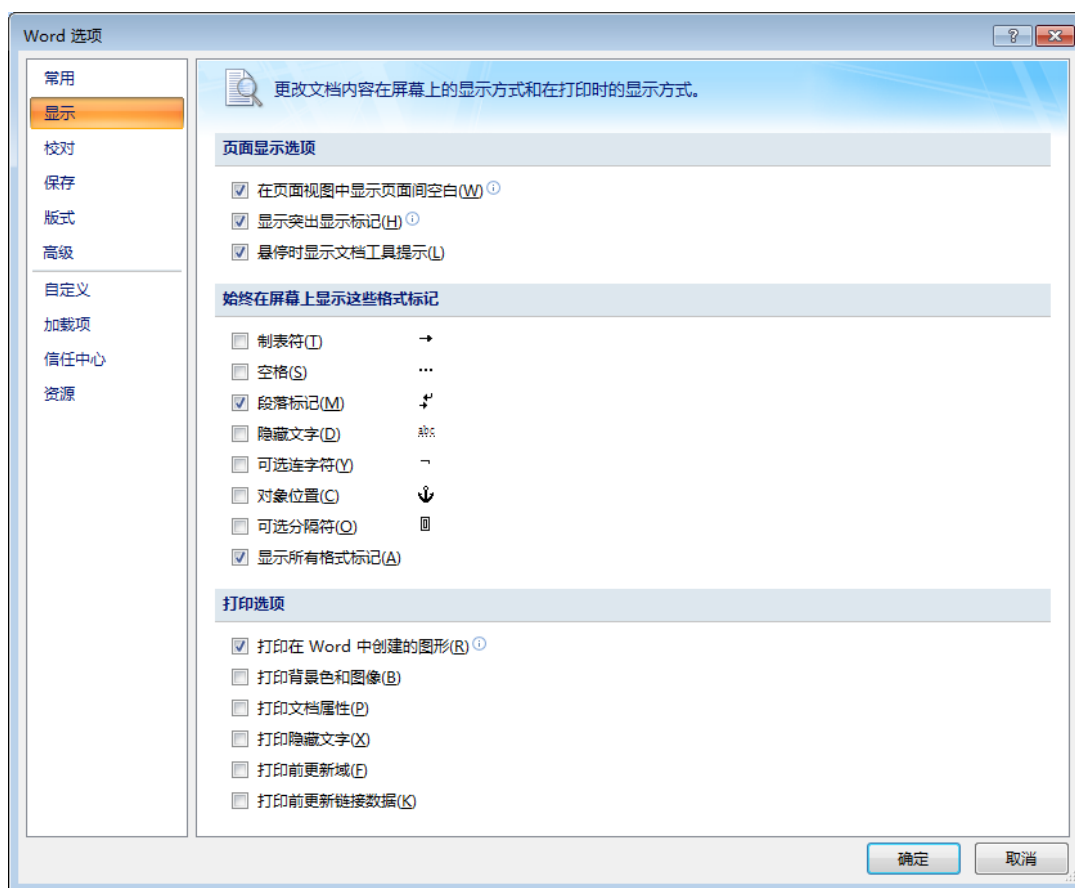 Word 选项
常用
显示
校对
保存
版式
高级
自定义
加载项
信任中心
资源
更改文档内容在屏幕上的显示方式和在打印时的显示方式。
页面显示选项
在页面视图中显示页面间空白(W)
显示突出显示标记(H)
悬停时显示文档工具提示(L)
始终在屏幕上显示这些格式标记
制表符(T)
空格(S)
段落标记(M)
隐藏文字(D) abc
可选连字符(Y)
对象位置(C)
可选分隔符(O)
显示所有格式标记(A)
打印选项
打印在 Word 中创建的图形(R)
打印背景色和图像(B)
打印文档属性(P)
打印隐藏文字(X)
打印前更新域(F)
打印前更新链接数据(K)
确定 取消